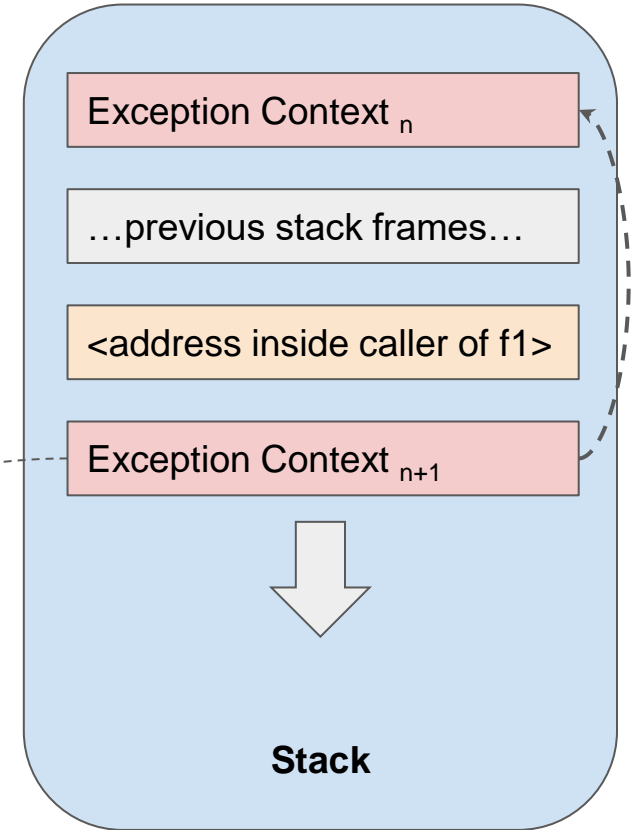 Exception Context n
…previous stack frames…
<address inside caller of f1>
Exception Context n+1
Stack